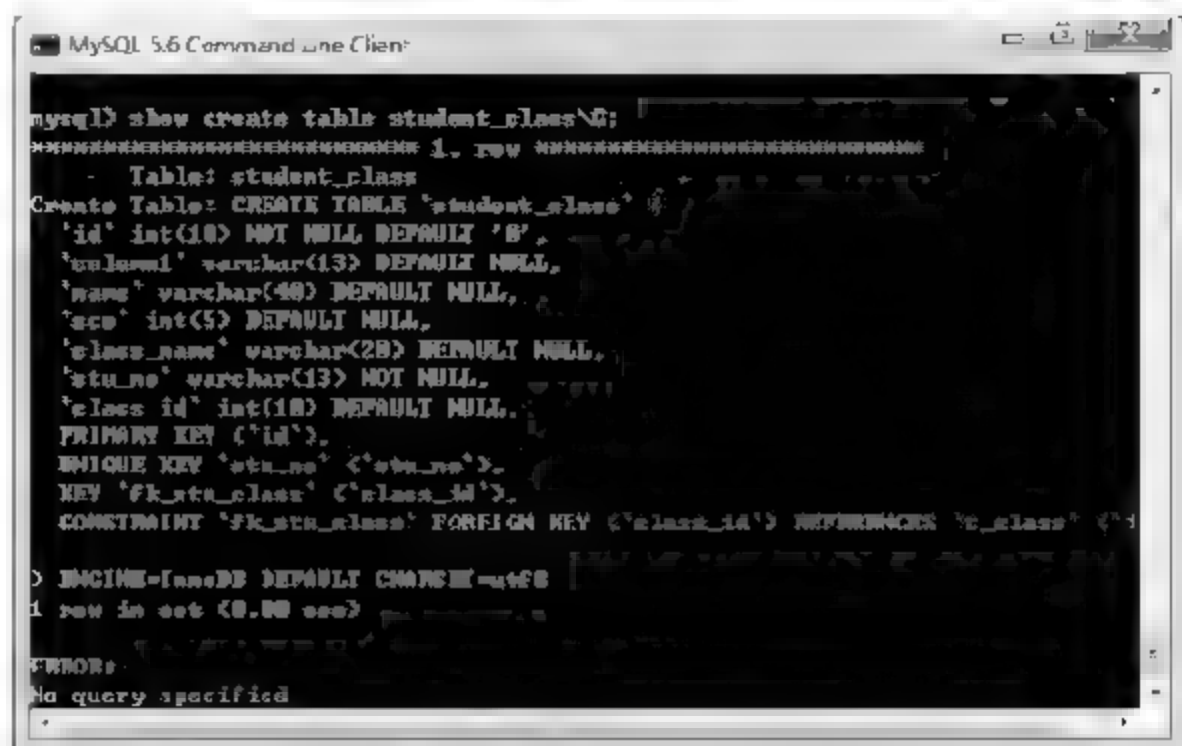 MySQL 5.6 Command Line Client
mysql> show create table student_class\G;
*************************** 1. row ***************************
Table: student_class
Create Table: CREATE TABLE `student_class` (
`id` int(10) NOT NULL DEFAULT '0',
`column1` varchar(13) DEFAULT NULL,
`name` varchar(40) DEFAULT NULL,
`sco` int(5) DEFAULT NULL,
`class_name` varchar(20) DEFAULT NULL,
`stu_no` varchar(13) NOT NULL,
`class_id` int(10) DEFAULT NULL,
PRIMARY KEY (`id`),
UNIQUE KEY `stu_no` (`stu_no`),
KEY `fk_stu_class` (`class_id`),
CONSTRAINT `fk_stu_class` FOREIGN KEY (`class_id`) REFERENCES `t_class` (`i
) ENGINE=InnoDB DEFAULT CHARSET=utf8
1 row in set (0.00 sec)
ERROR:
No query specified